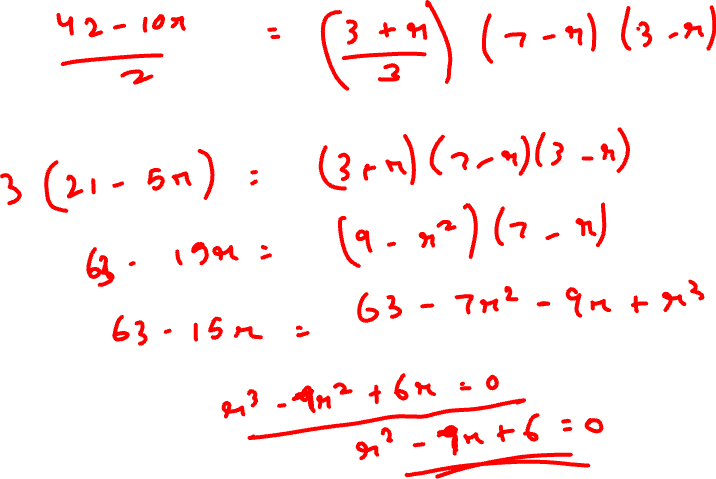 (42 - 10x)/2 = ((3 + x)/3) (7 - x) (3 - x)
3 (21 - 5x) = (3 + x) (7 - x) (3 - x)
63 - 15x = (9 - x²) (7 - x)
63 - 15x = 63 - 7x² - 9x + x³
x³ - 7x² + 6x = 0
x² - 7x + 6 = 0